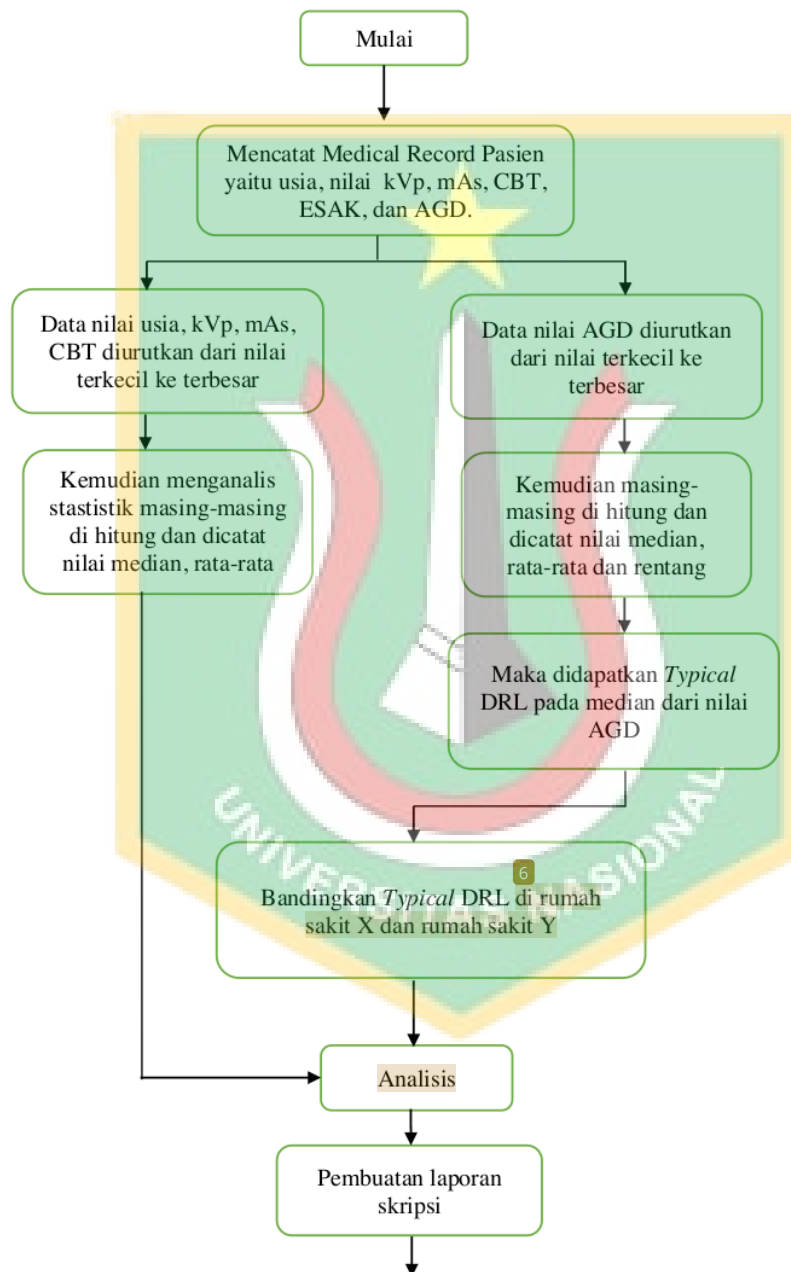 Mulai
Mencatat Medical Record Pasien
yaitu usia, nilai kVp, mAs, CBT,
ESAK, dan AGD.
Data nilai usia, kVp, mAs,
CBT diurutkan dari nilai
terkecil ke terbesar
Data nilai AGD diurutkan
dari nilai terkecil ke
terbesar
Kemudian menganalis
stastistik masing-masing
di hitung dan dicatat
nilai median, rata-rata
Kemudian masing-
masing di hitung dan
dicatat nilai median,
rata-rata dan rentang
Maka didapatkan Typical
DRL pada median dari nilai
AGD
UNIVERSITAS NASIONAL
6
Bandingkan Typical DRL di rumah
sakit X dan rumah sakit Y
Analisis
Pembuatan laporan
skripsi